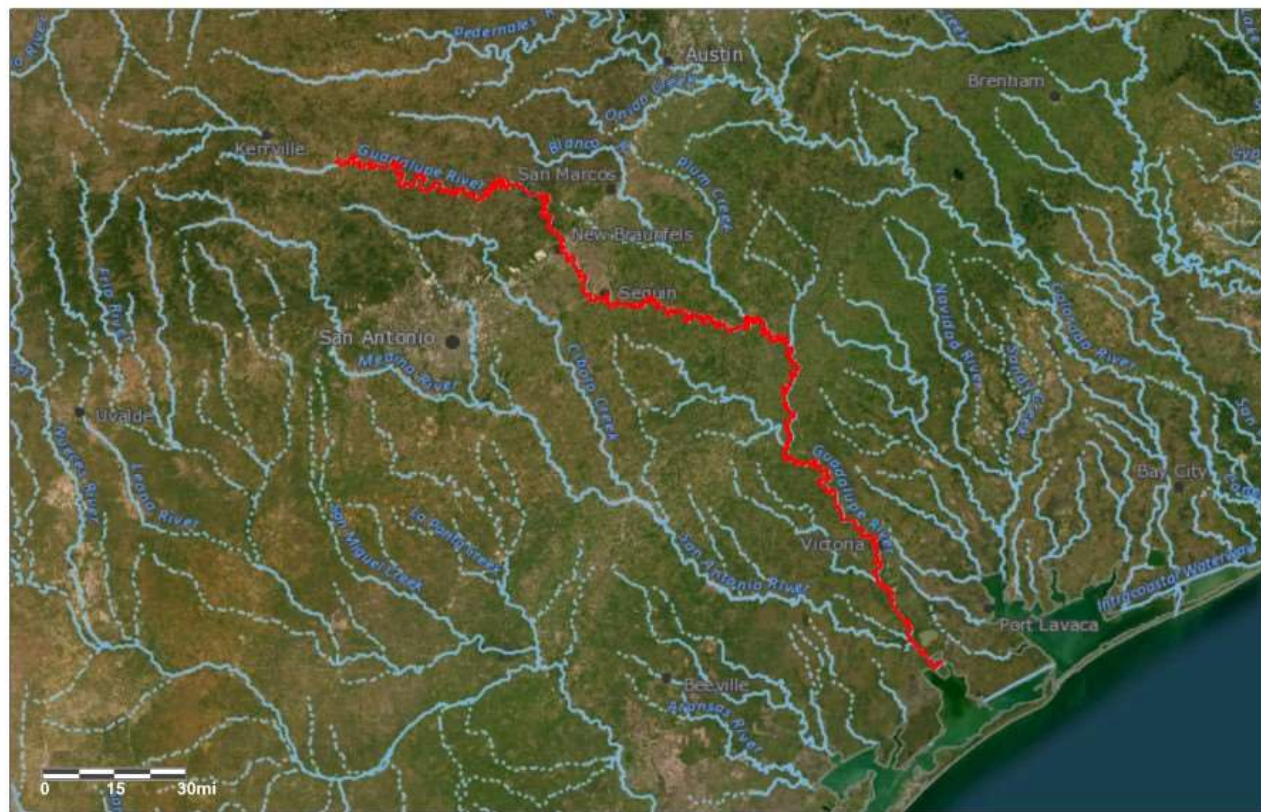 Pedernales R
Austin
Creek
Brenham
Onion Creek
Kerrville
Guadalupe River
Blanco R
San Marcos
Plum Creek
New Braunfels
Frio River
Seguin
Navidad River
Colorado River
San Antonio
Medina River
Cibolo Creek
Sandy Creek
Uvalde
Nueces River
Leona River
Guadalupe River
Bay City
San Miguel Creek
La Parita Creek
Victoria
San Antonio River
Intracoastal Waterway
Port Lavaca
Beeville
Aransas River
0 15 30mi